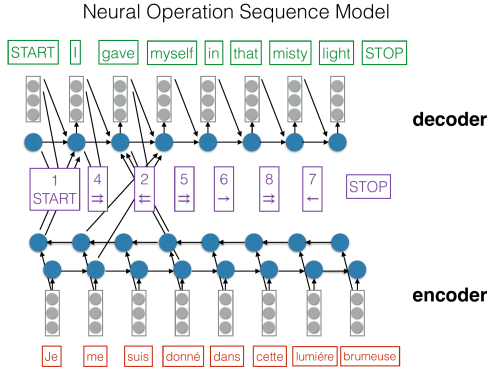 Neural Operation Sequence Model
START I gave myself in that misty light STOP
decoder
1 4 2 5 6 8 7
START ⇉ ⇇ ⇉ → ⇉ ← STOP
encoder
Je me suis donné dans cette lumiére brumeuse